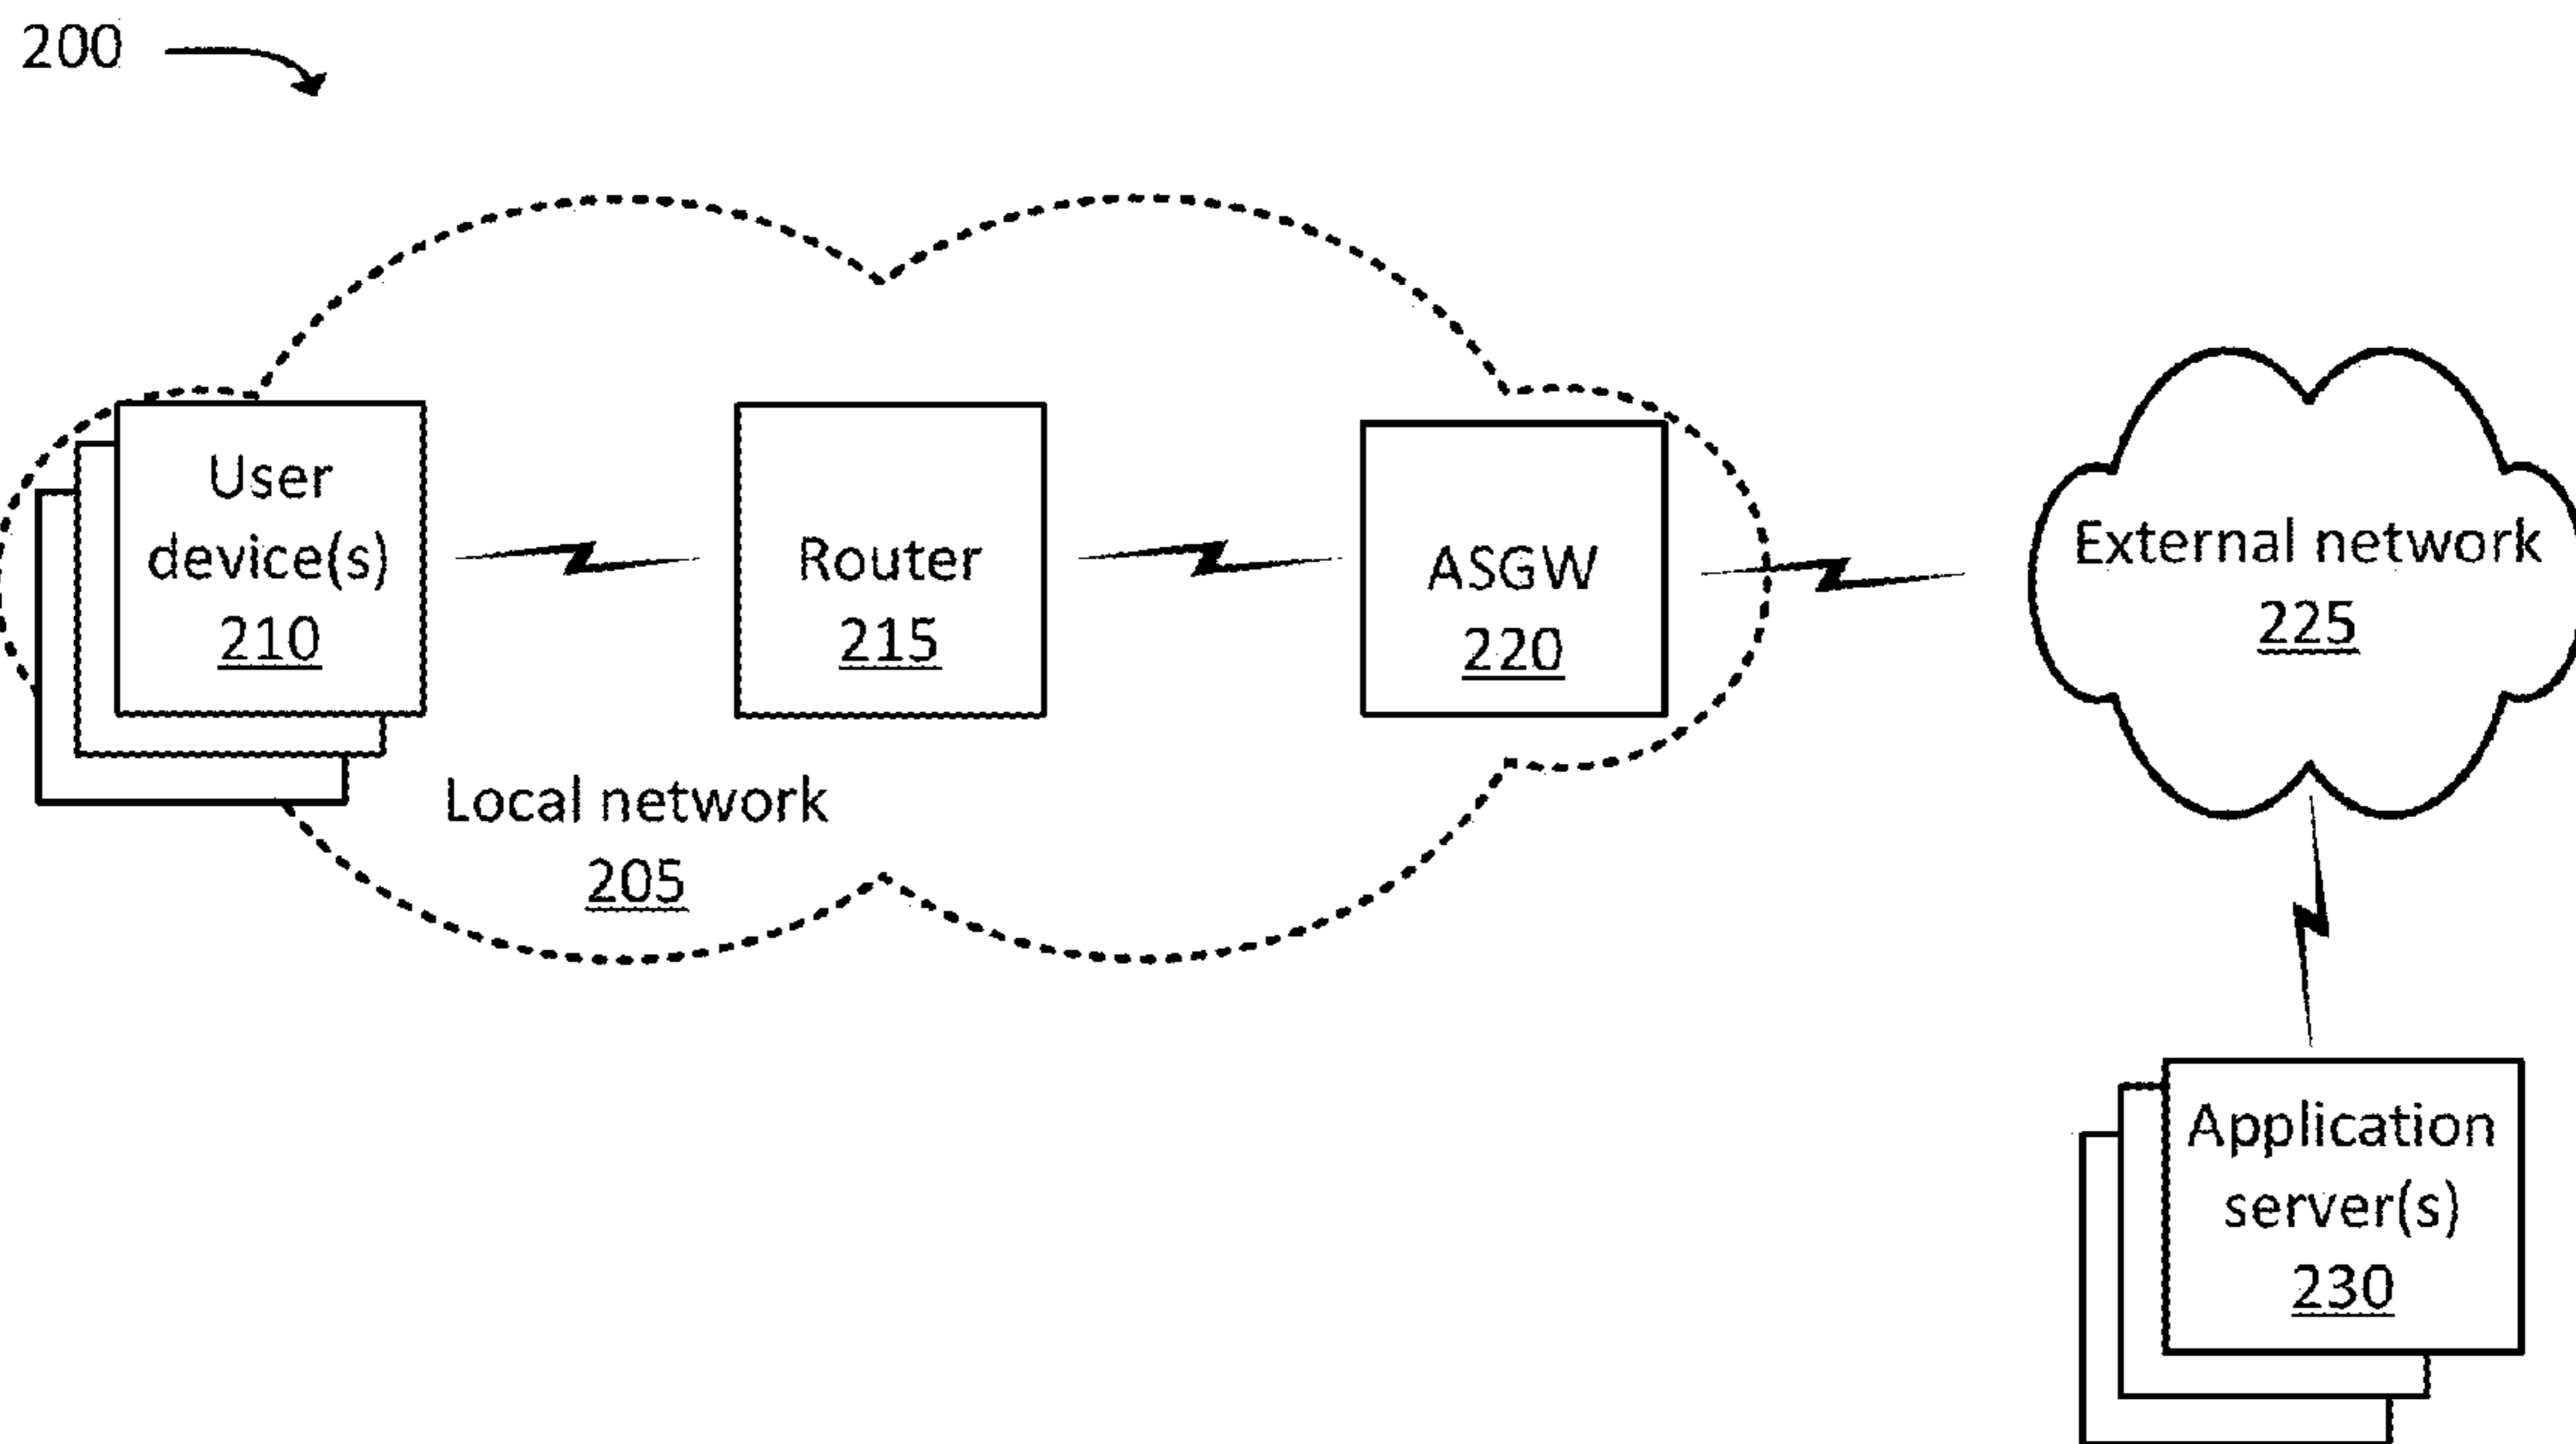 200
User
device(s)
210
Router
215
ASGW
220
External network
225
Local network
205
Application
server(s)
230